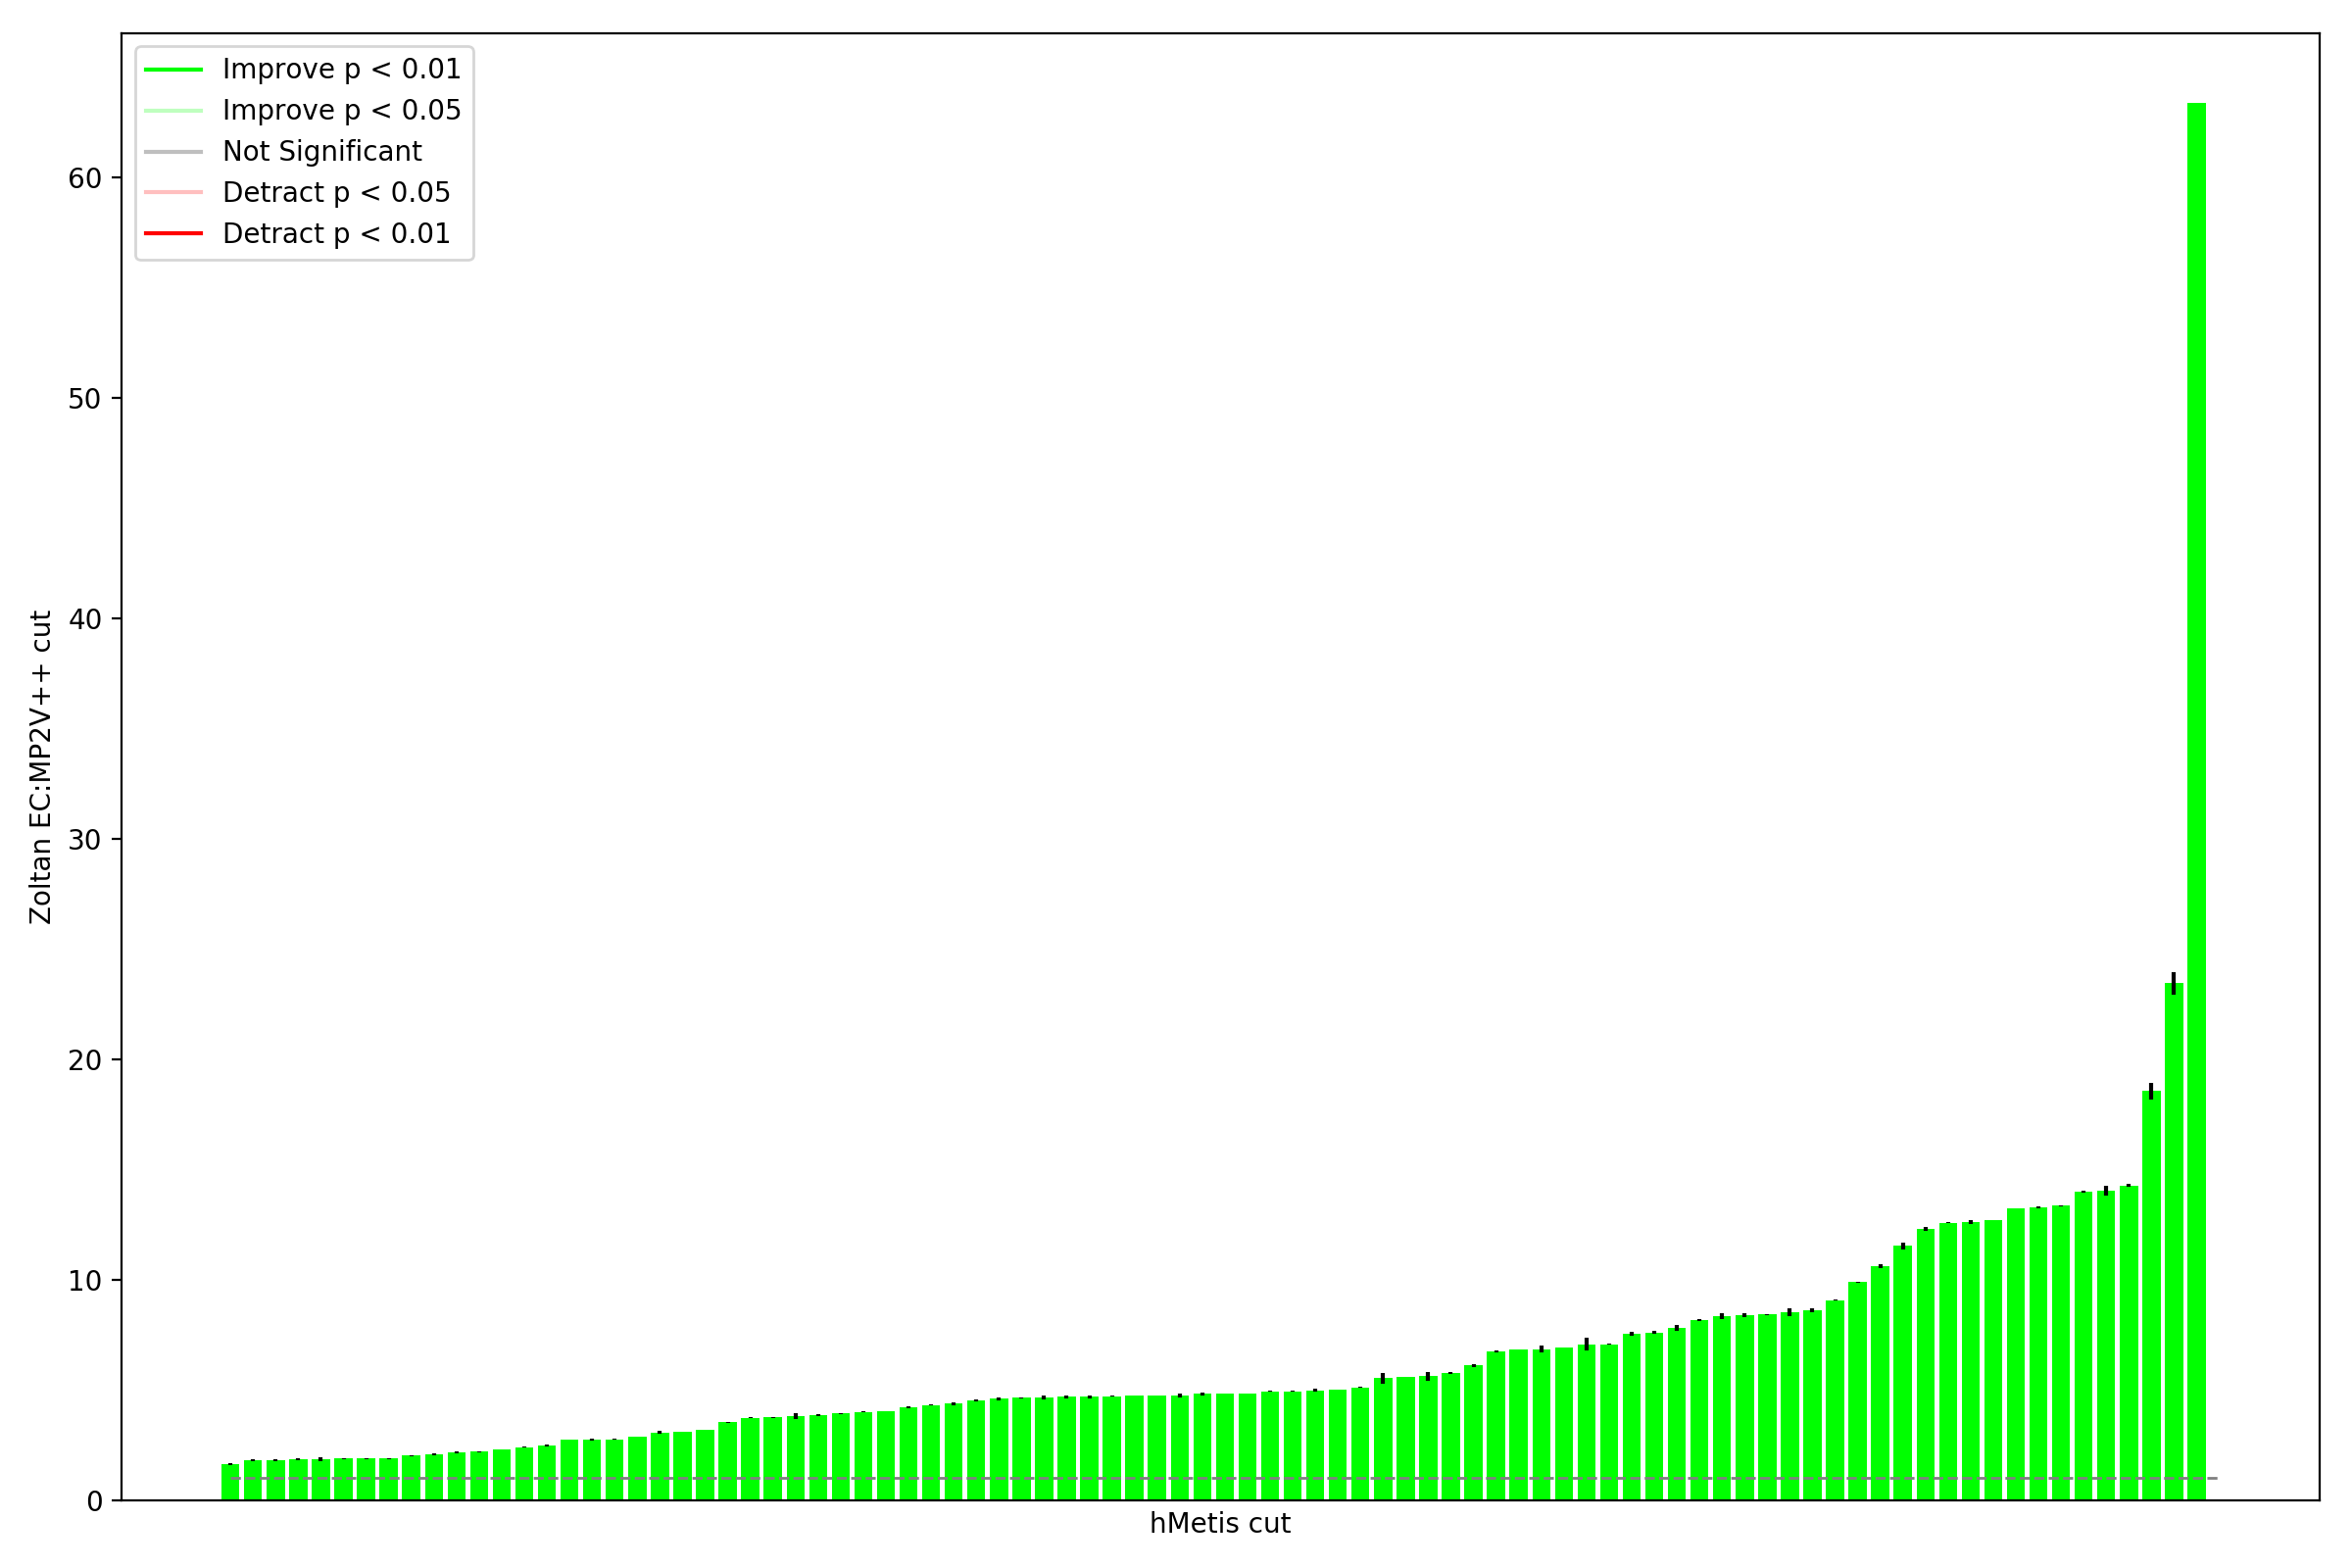 Improve p < 0.01
Improve p < 0.05
Not Significant
Detract p < 0.05
Detract p < 0.01
60
50
40
30
20
10
0
Zoltan EC:MP2V++ cut
hMetis cut